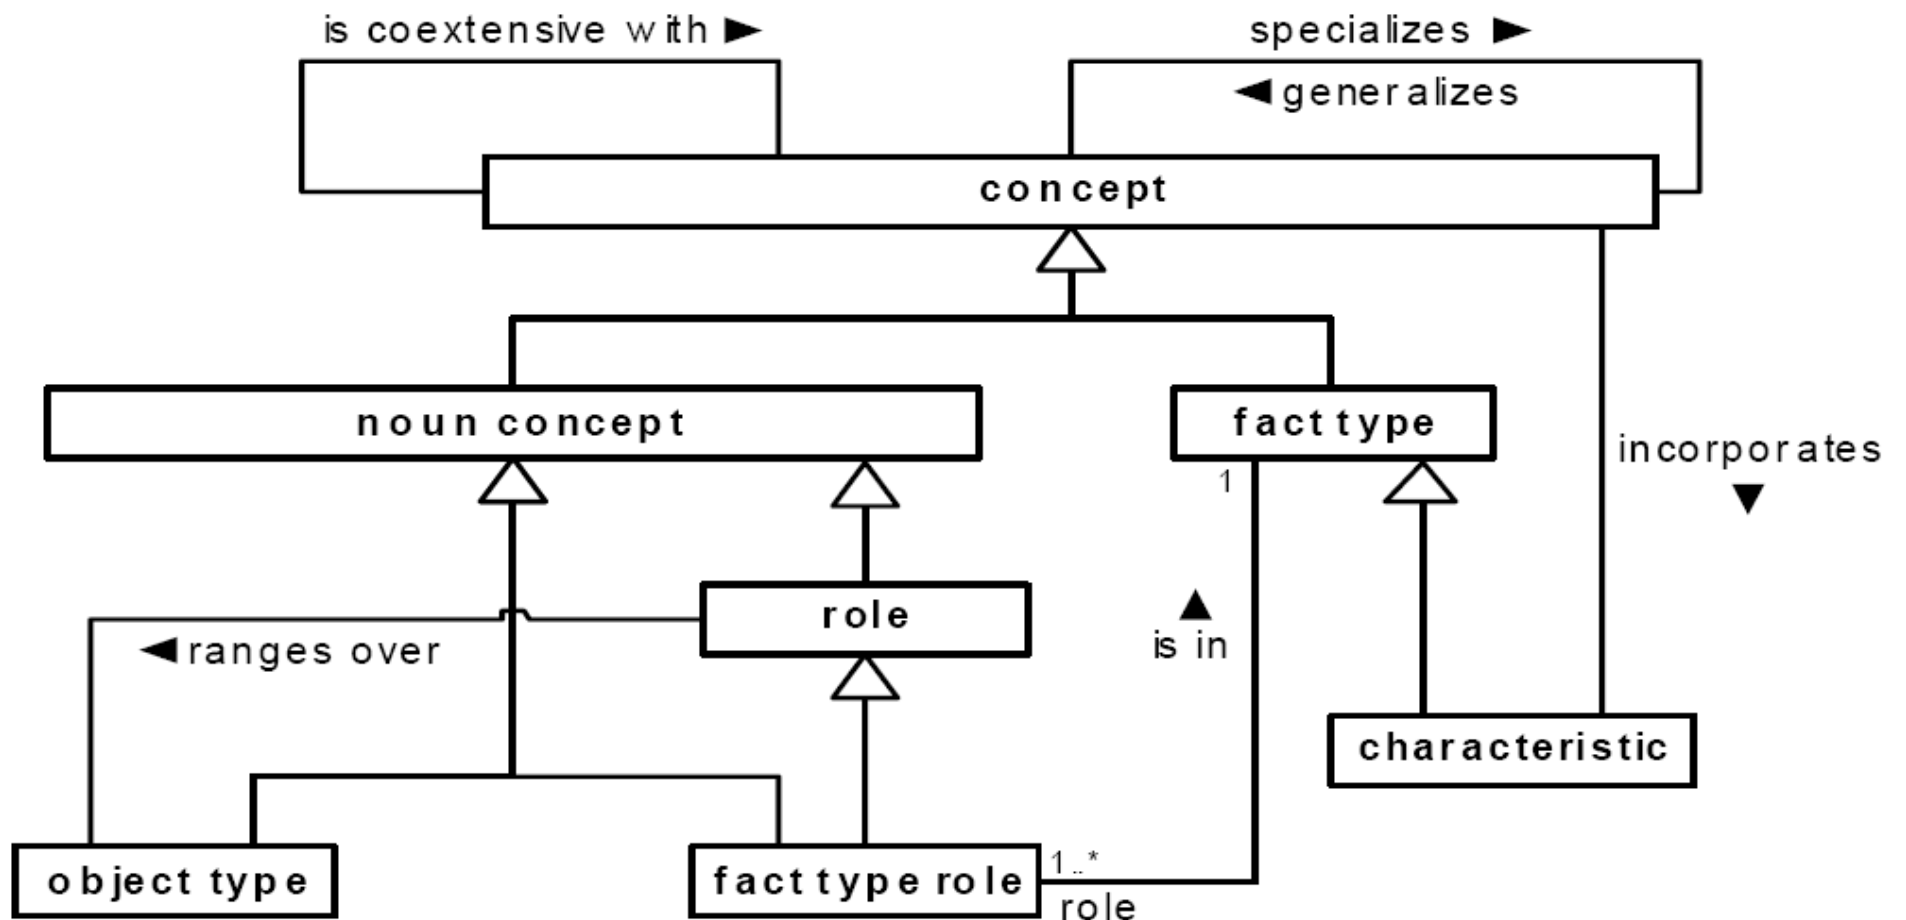 is coextensive with ►
specializes ►
◄ generalizes
concept
noun concept
fact type
incorporates
▼
1
role
▲
is in
◄ ranges over
characteristic
object type
fact type role
1..*
role